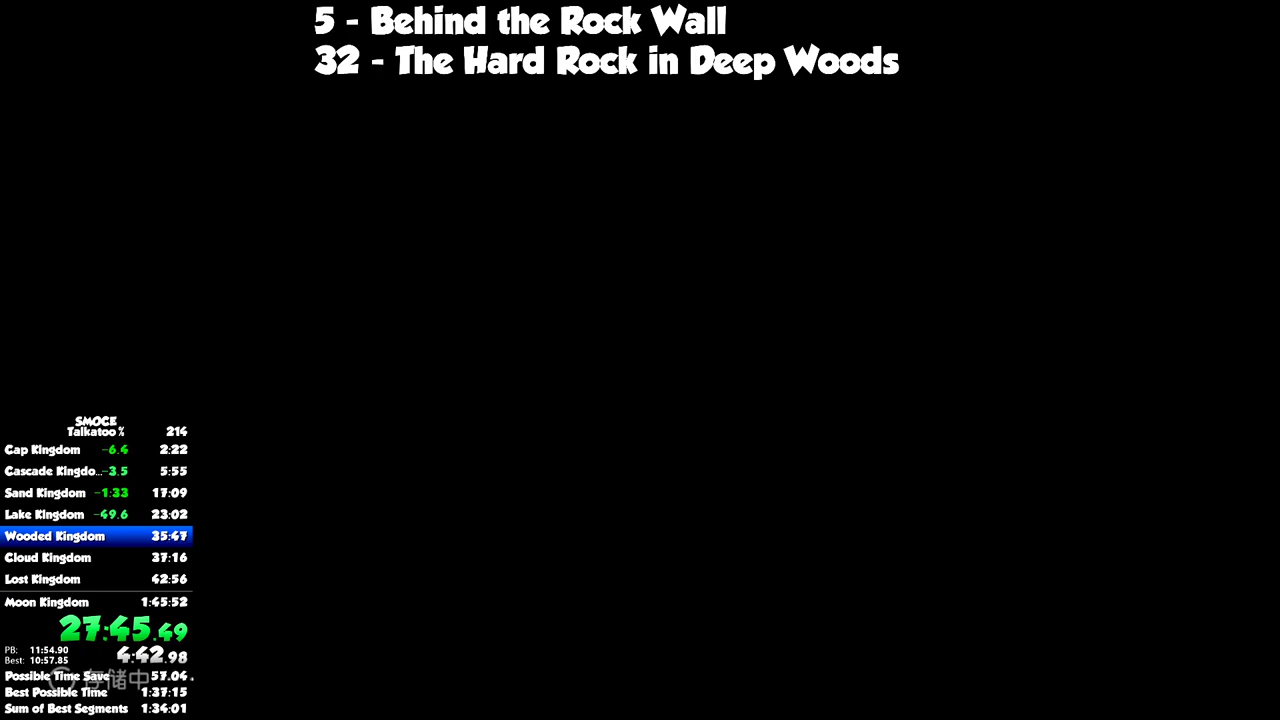 5 - Behind the Rock Wall
32 - The Hard Rock in Deep Woods
SMOCE
Talkatoo% 214
Cap Kingdom -6.4 2:22
Cascade Kingdo...-3.5 5:55
Sand Kingdom -1:33 17:09
Lake Kingdom -49.6 23:02
Wooded Kingdom 35:47
Cloud Kingdom 37:16
Lost Kingdom 42:56
Moon Kingdom 1:45:52
27:45.49
PB: 11:54.90
Best: 10:57.85
4:42.98
Possible Time Save 57.04
存储中...
Best Possible Time 1:37:15
Sum of Best Segments 1:34:01